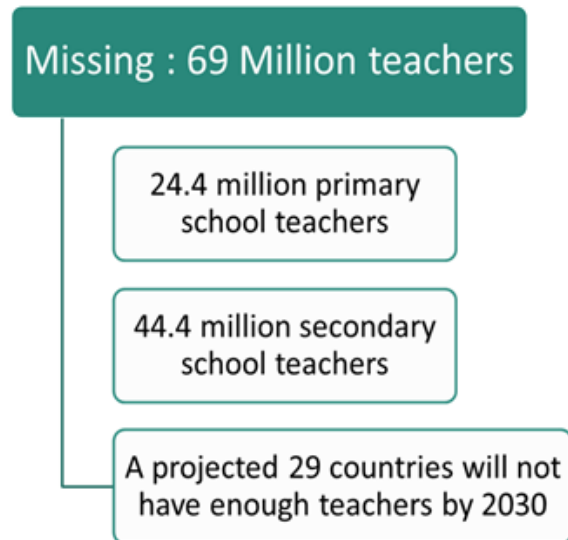 Missing : 69 Million teachers
24.4 million primary
school teachers
44.4 million secondary
school teachers
A projected 29 countries will not
have enough teachers by 2030